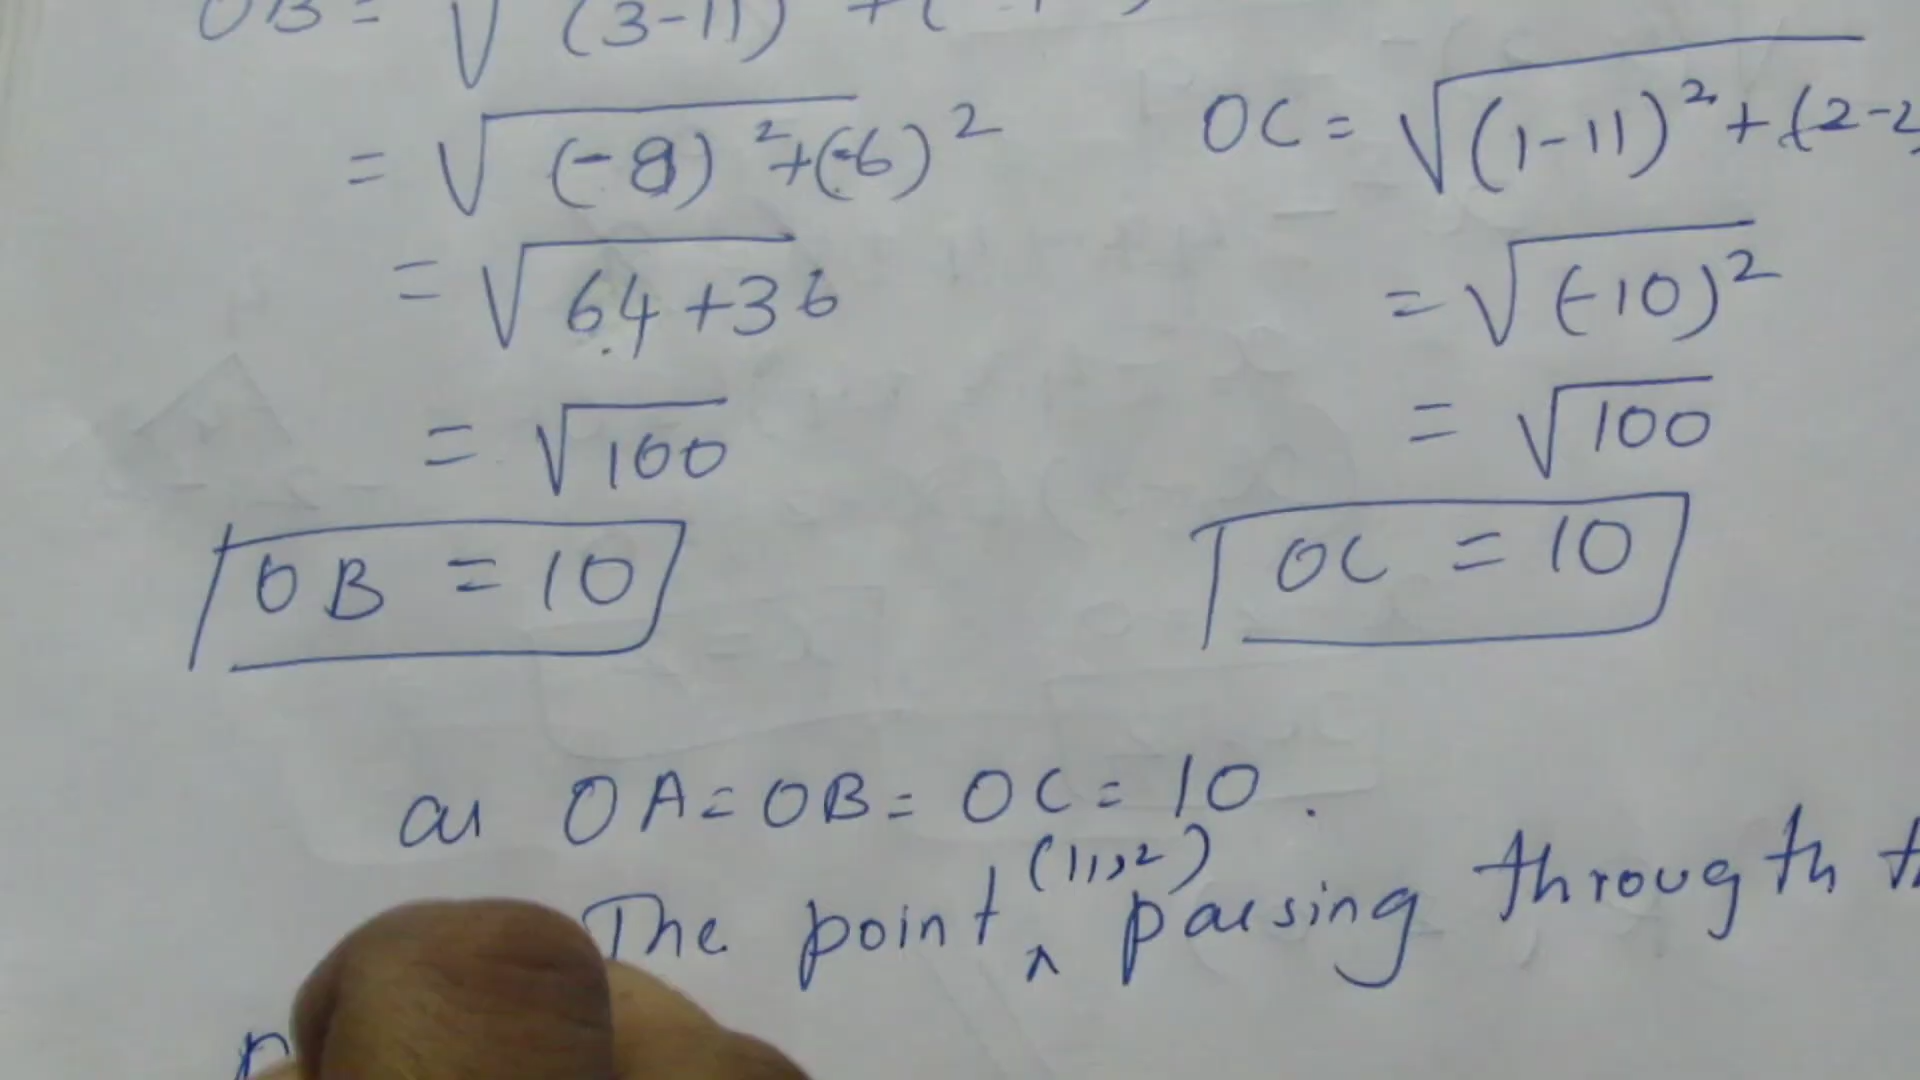 OB = √(3-11)
= √(-8)²+(-6)²
= √64+36
= √100
OB = 10
OC = √(1-11)²+(2-2
= √(-10)²
= √100
OC = 10
as OA = OB = OC = 10.
(11,2)
The point ^ passing through